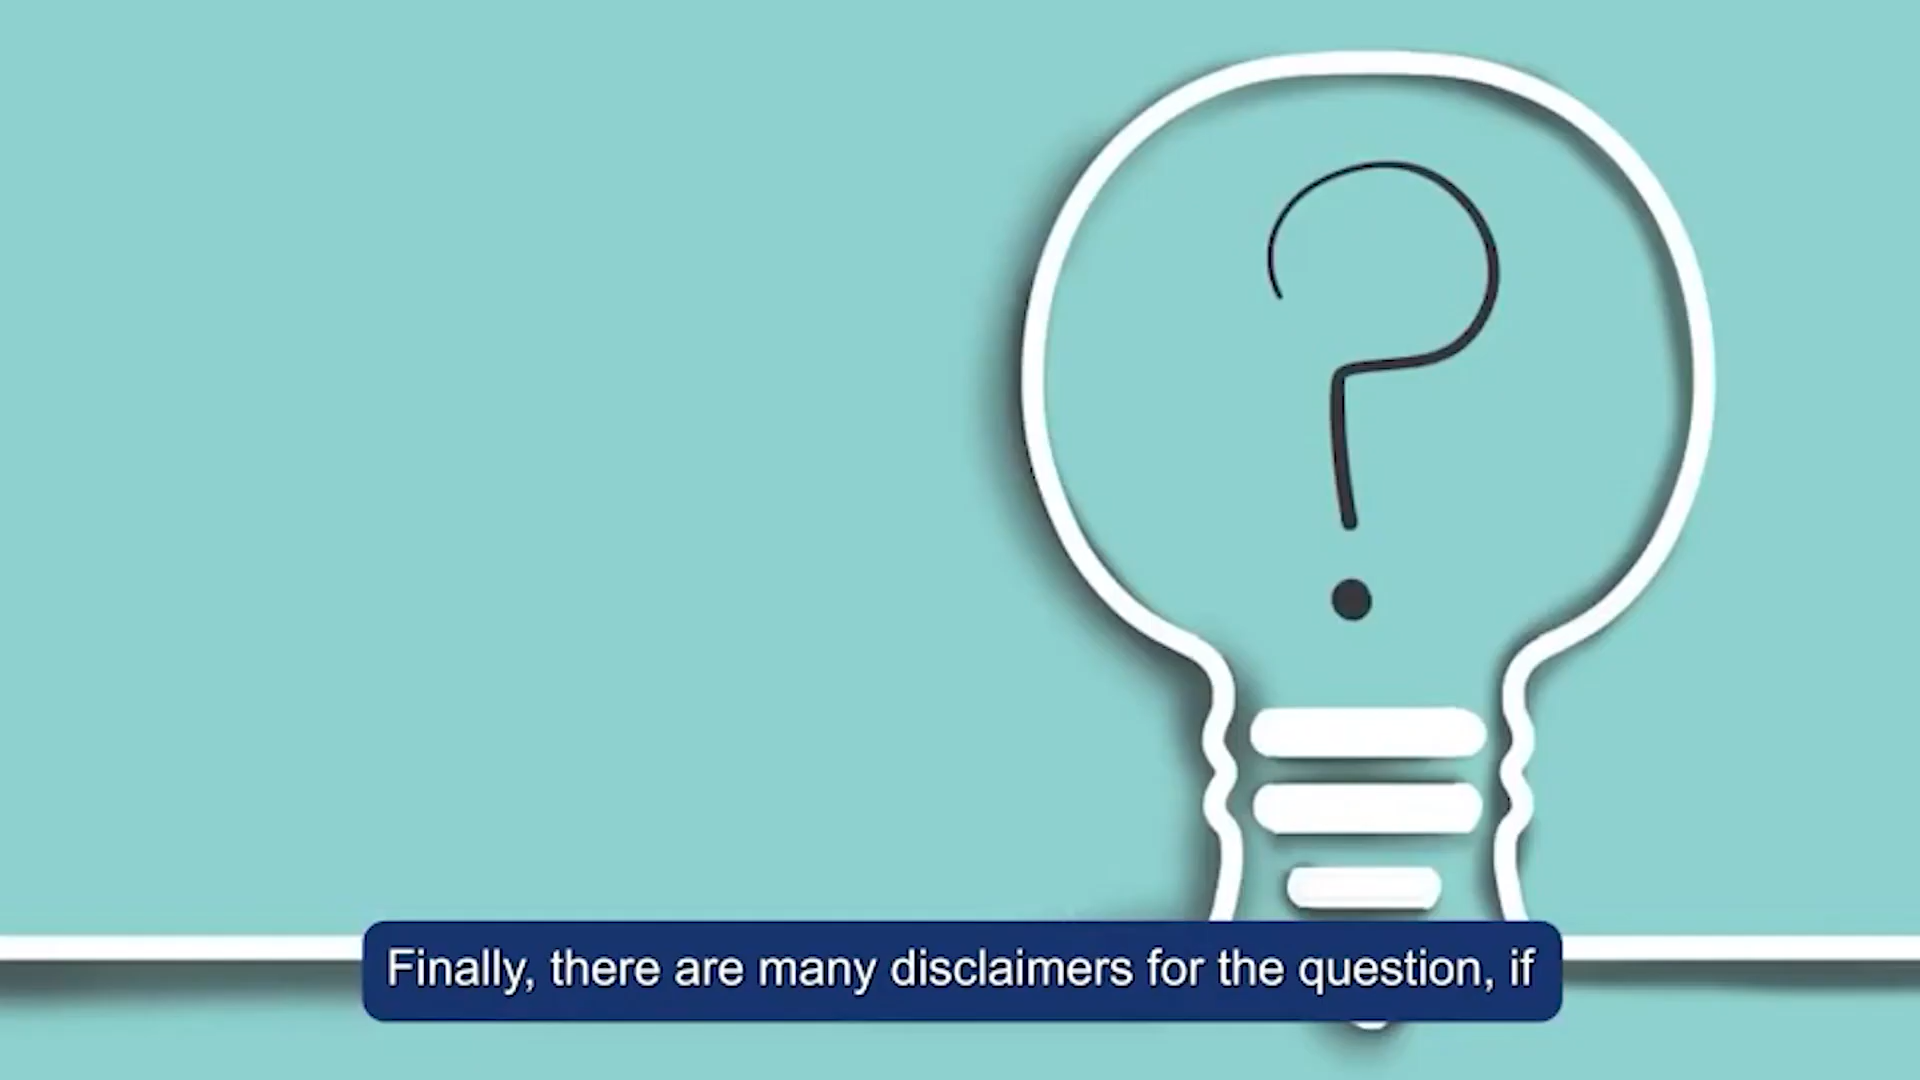 Finally, there are many disclaimers for the question, if